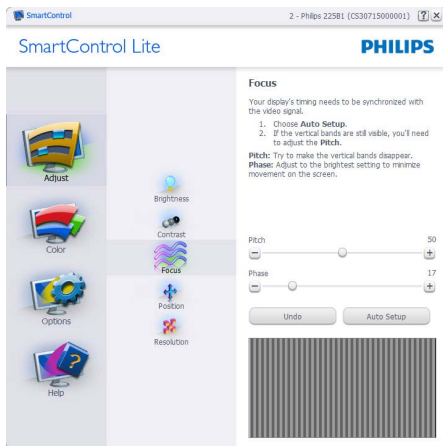 SmartControl
2 - Philips 225B1 (CS30715000001)
SmartControl Lite
PHILIPS
Adjust
Color
Options
Help
Brightness
Contrast
Focus
Position
Resolution
Focus
Your display's timing needs to be synchronized with
the video signal.
1. Choose Auto Setup.
2. If the vertical bands are still visible, you'll need
to adjust the Pitch.
Pitch: Try to make the vertical bands disappear.
Phase: Adjust to the brightest setting to minimize
movement on the screen.
Pitch 50
Phase 17
Undo
Auto Setup